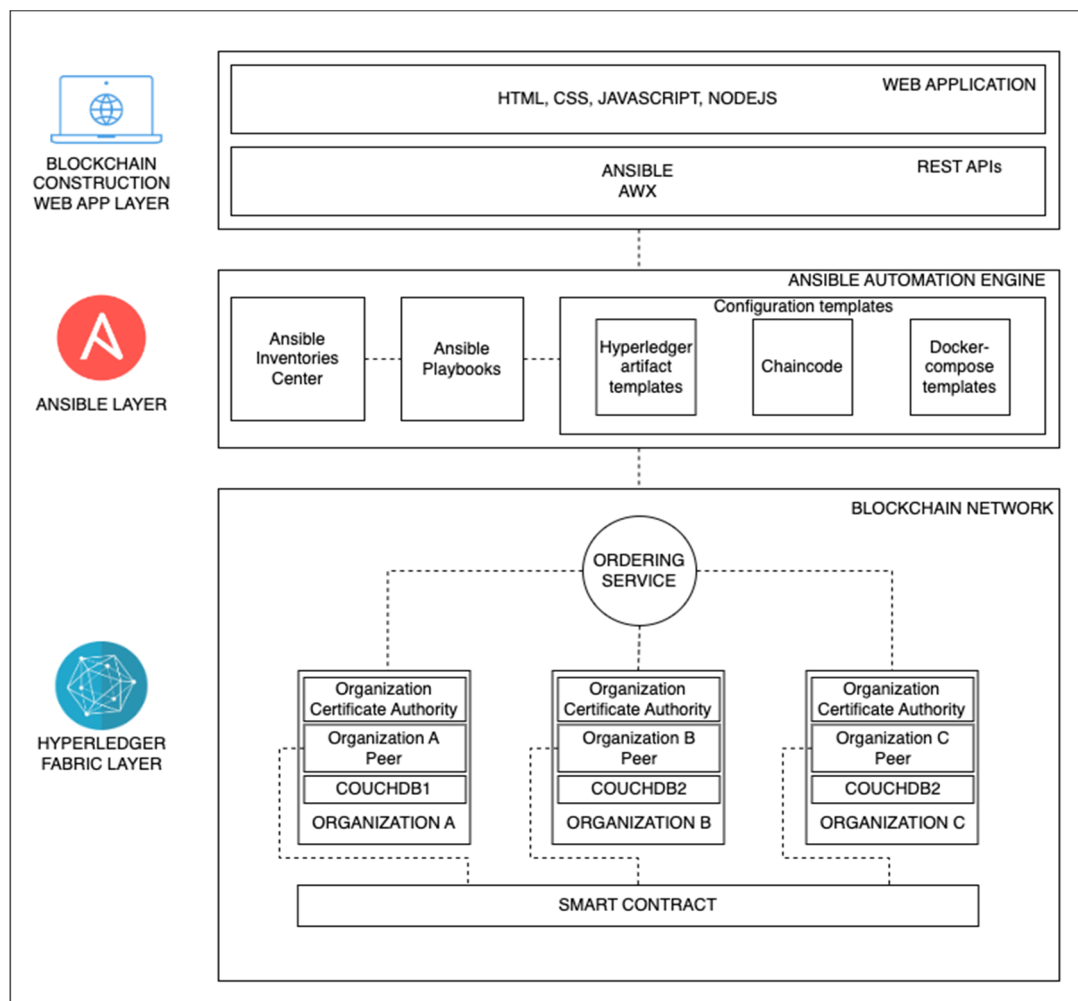 WEB APPLICATION
HTML, CSS, JAVASCRIPT, NODEJS
BLOCKCHAIN
CONSTRUCTION
WEB APP LAYER
REST APIs
ANSIBLE
AWX
ANSIBLE AUTOMATION ENGINE
ANSIBLE LAYER
Ansible
Inventories
Center
Ansible
Playbooks
Configuration templates
Hyperledger
artifact
templates
Chaincode
Docker-
compose
templates
BLOCKCHAIN NETWORK
HYPERLEDGER
FABRIC LAYER
ORDERING
SERVICE
Organization
Certificate Authority
Organization A
Peer
COUCHDB1
ORGANIZATION A
Organization
Certificate Authority
Organization B
Peer
COUCHDB2
ORGANIZATION B
Organization
Certificate Authority
Organization C
Peer
COUCHDB2
ORGANIZATION C
SMART CONTRACT